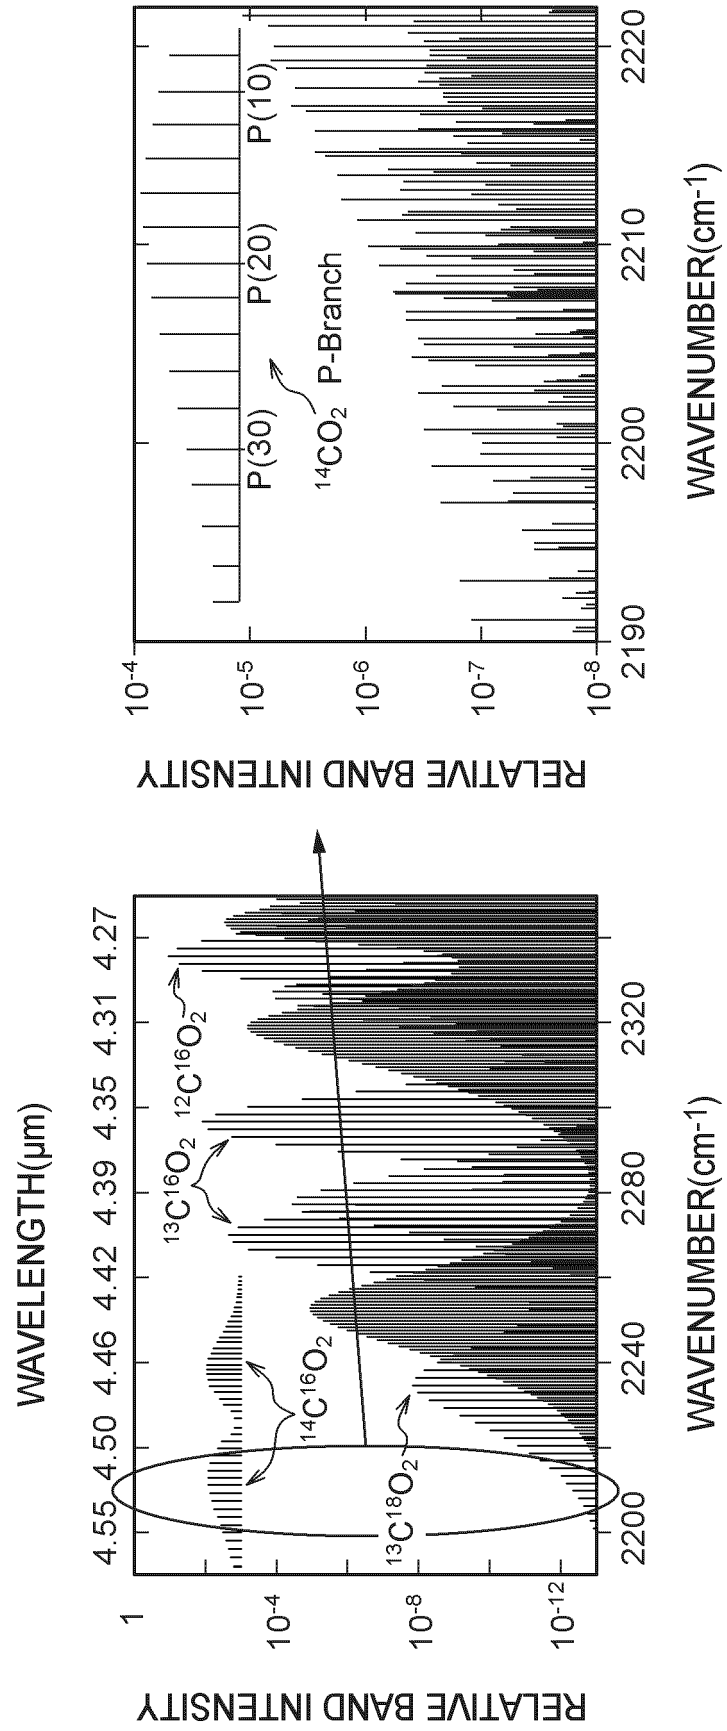 WAVELENGTH(μm)
4.55 4.50 4.46 4.42 4.39 4.35 4.31 4.27
RELATIVE BAND INTENSITY
1
10⁻⁴
10⁻⁸
10⁻¹²
¹⁴C¹⁶O₂
¹³C¹⁶O₂
¹²C¹⁶O₂
¹³C¹⁸O₂
2200 2240 2280 2320
WAVENUMBER(cm⁻¹)
RELATIVE BAND INTENSITY
10⁻⁴
10⁻⁵
10⁻⁶
10⁻⁷
10⁻⁸
P(30) P(20) P(10)
¹⁴CO₂ P-Branch
2190 2200 2210 2220
WAVENUMBER(cm⁻¹)